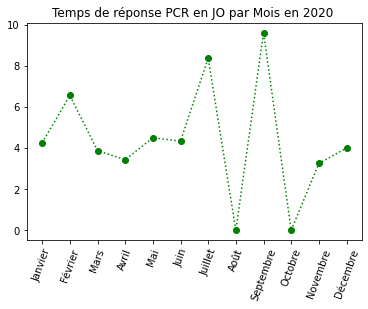 Temps de réponse PCR en JO par Mois en 2020
10
8
6
4
2
0
Janvier
Février
Mars
Avril
Mai
Juin
Juillet
Août
Septembre
Octobre
Novembre
Décembre